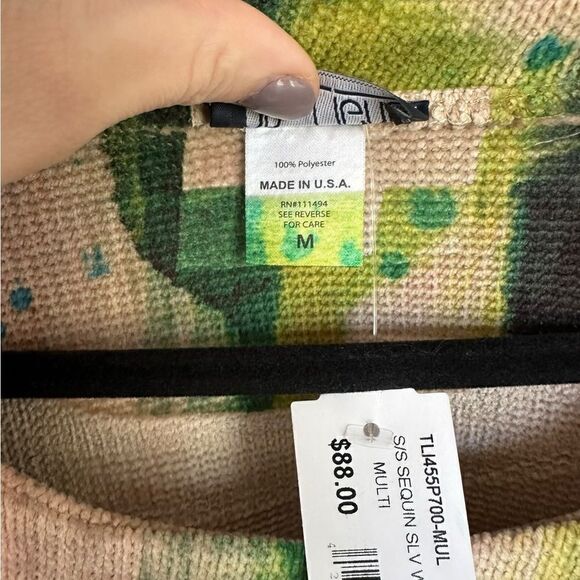 100% Polyester
MADE IN U.S.A.
RN#111494
SEE REVERSE
FOR CARE
M
TLI455P700-MUL
S/S SEQUIN SLV
MULTI
$88.00